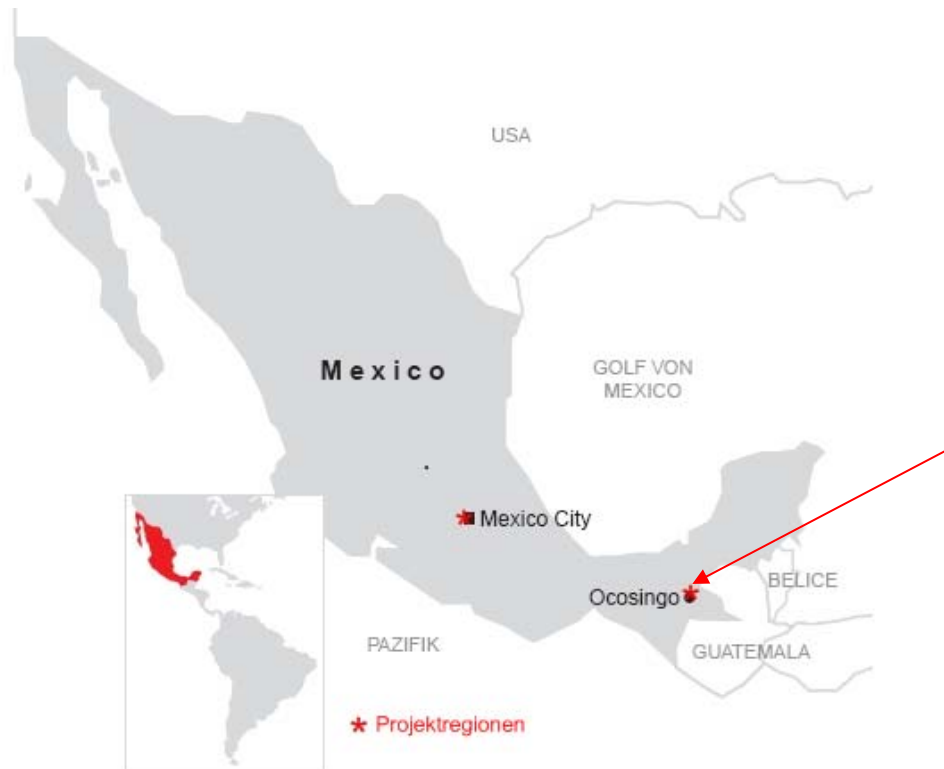 USA
Mexico
GOLF VON
MEXICO
Mexico City
Ocosingo
BELICE
PAZIFIK
GUATEMALA
* Projektregionen